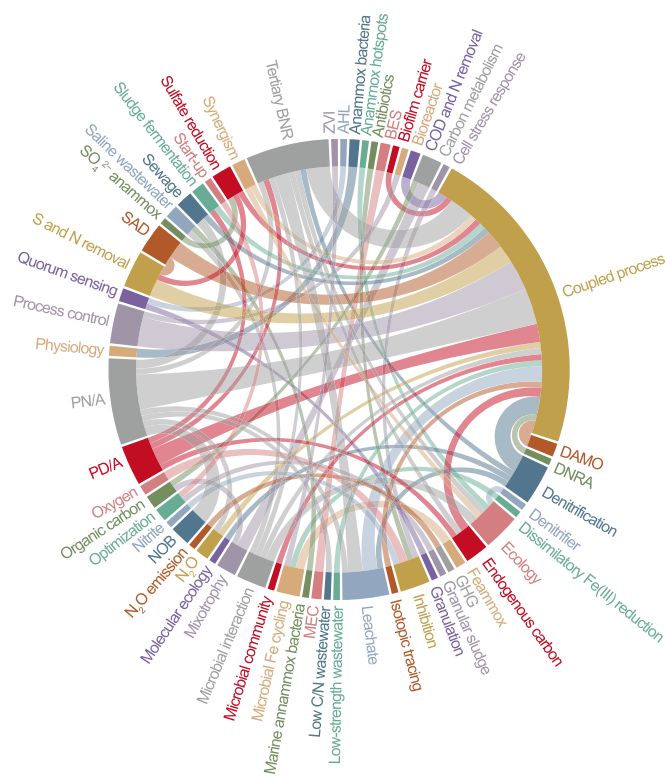 Tertiary BNR
ZVI
AHL
Anammox bacteria
Anammox hotspots
Antibiotics
BES
Biofilm carrier
Bioreactor
COD and N removal
Carbon metabolism
Cell stress response
Coupled process
DAMO
DNRA
Denitrification
Denitrifier
Dissimilatory Fe(III) reduction
Ecology
Endogenous carbon
Feammox
GHG
Granular sludge
Granulation
Inhibition
Isotopic tracing
Leachate
Low-strength wastewater
Low C/N wastewater
MEC
Marine annammox bacteria
Microbial Fe cycling
Microbial community
Microbial interaction
Mixotrophy
Molecular ecology
N₂O
N₂O emission
NOB
Nitrite
Optimization
Organic carbon
Oxygen
PD/A
PN/A
Physiology
Process control
Quorum sensing
S and N removal
SAD
SO₄²⁻anammox
Saline wastewater
Sewage
Sludge fermentation
Start-up
Sulfate reduction
Synergism